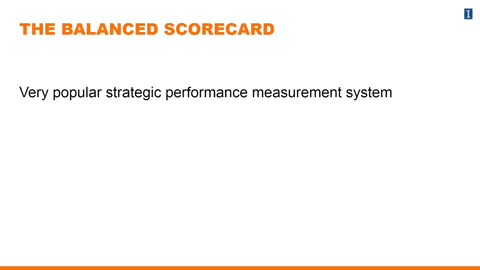 THE BALANCED SCORECARD
Very popular strategic performance measurement system